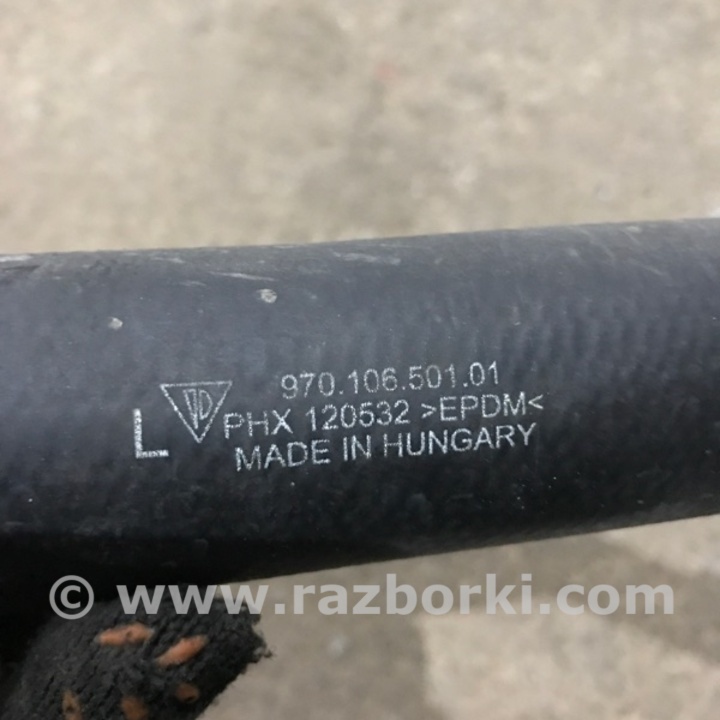 970.106.501.01
L PHX 120532 >EPDM<
MADE IN HUNGARY
© www.razborki.com